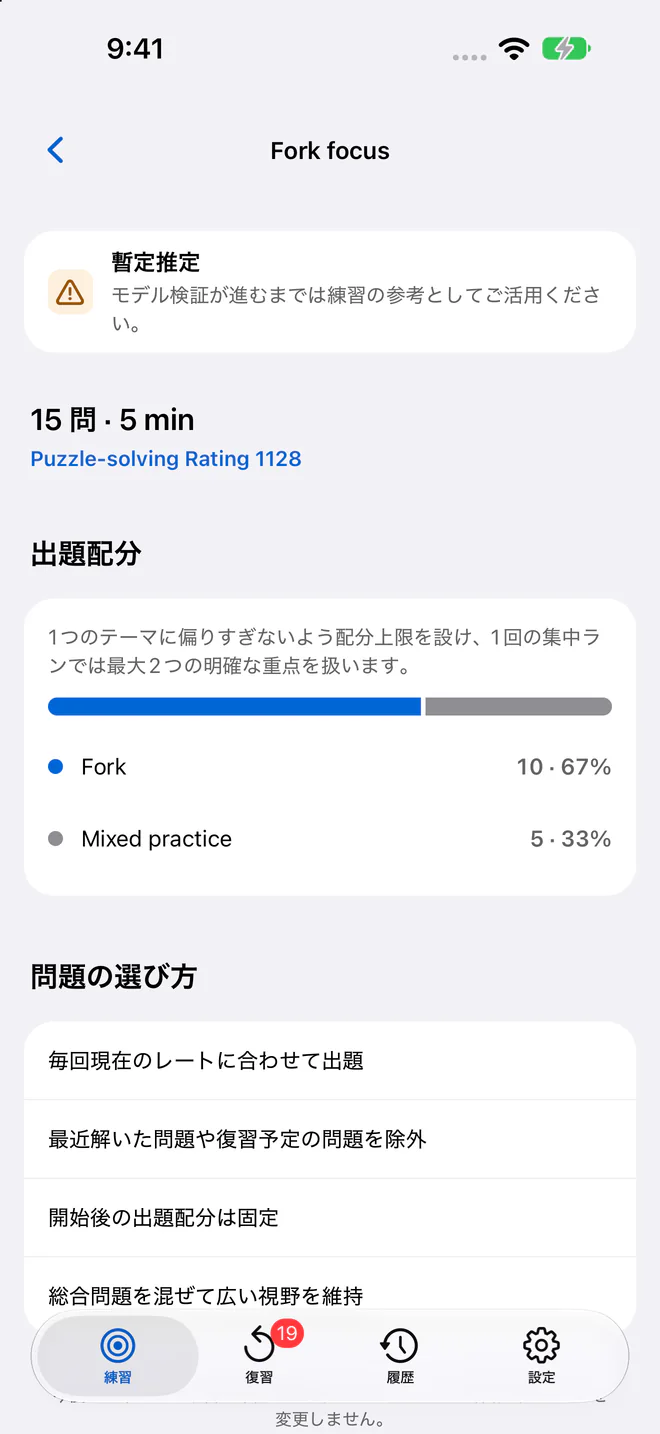 9:41
Fork focus
暫定推定
モデル検証が進むまでは練習の参考としてご活用くださ
い。
15 問 · 5 min
Puzzle-solving Rating 1128
出題配分
1つのテーマに偏りすぎないよう配分上限を設け、1回の集中ラ
ンでは最大2つの明確な重点を扱います。
Fork 10 · 67%
Mixed practice 5 · 33%
問題の選び方
毎回現在のレートに合わせて出題
最近解いた問題や復習予定の問題を除外
開始後の出題配分は固定
総合問題を混ぜて広い視野を維持
19
練習 復習 履歴 設定
変更しません。